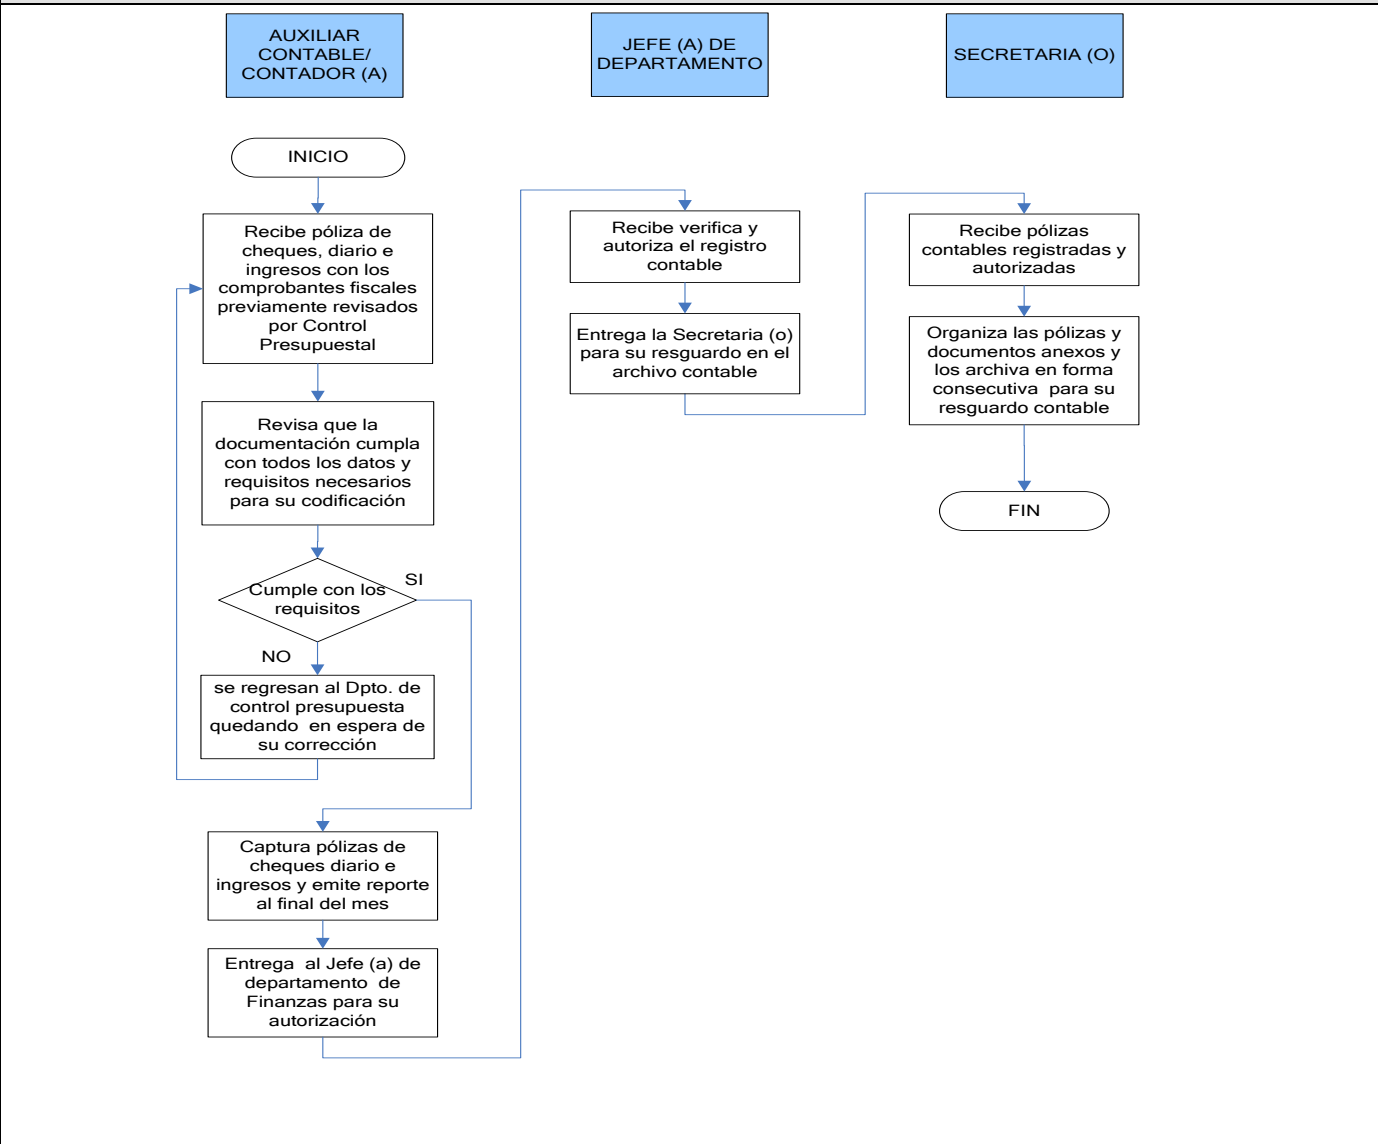 AUXILIAR
CONTABLE/
CONTADOR (A)
JEFE (A) DE
DEPARTAMENTO
SECRETARIA (O)
INICIO
Recibe póliza de
cheques, diario e
ingresos con los
comprobantes fiscales
previamente revisados
por Control
Presupuestal
Revisa que la
documentación cumpla
con todos los datos y
requisitos necesarios
para su codificación
Cumple con los
requisitos
SI
NO
se regresan al Dpto. de
control presupuesta
quedando  en espera de
su corrección
Captura pólizas de
cheques diario e
ingresos y emite reporte
al final del mes
Entrega  al Jefe (a) de
departamento  de
Finanzas para su
autorización
Recibe verifica y
autoriza el registro
contable
Entrega la Secretaria (o)
para su resguardo en el
archivo contable
Recibe pólizas
contables registradas y
autorizadas
Organiza las pólizas y
documentos anexos y
los archiva en forma
consecutiva  para su
resguardo contable
FIN